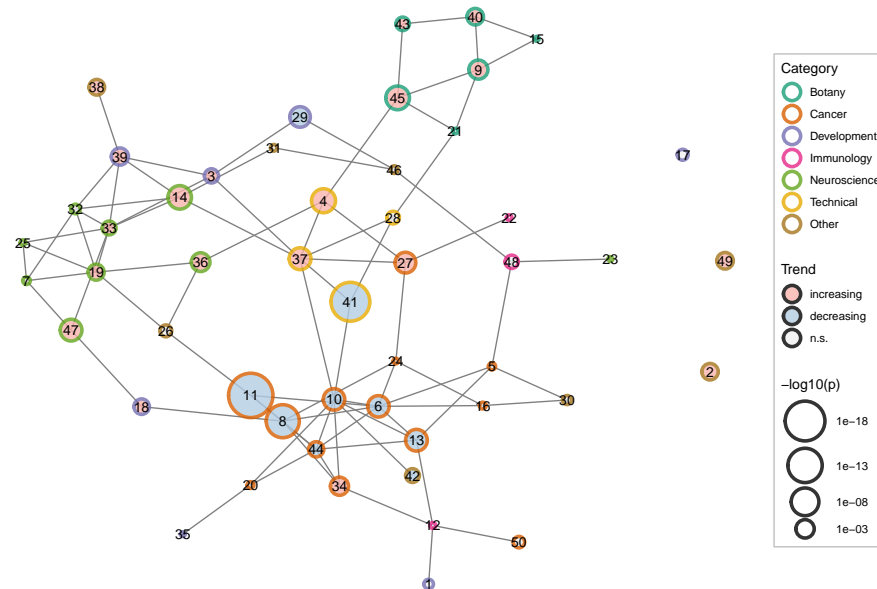 43
40
15
9
45
21
38
29
31
46
17
39
3
14
4
28
22
32
33
25
7
19
36
37
27
48
23
49
41
47
26
24
5
2
18
11
10
6
16
30
8
44
13
42
20
34
35
12
50
1
Category
Botany
Cancer
Development
Immunology
Neuroscience
Technical
Other
Trend
increasing
decreasing
n.s.
−log10(p)
1e-18
1e-13
1e-08
1e-03